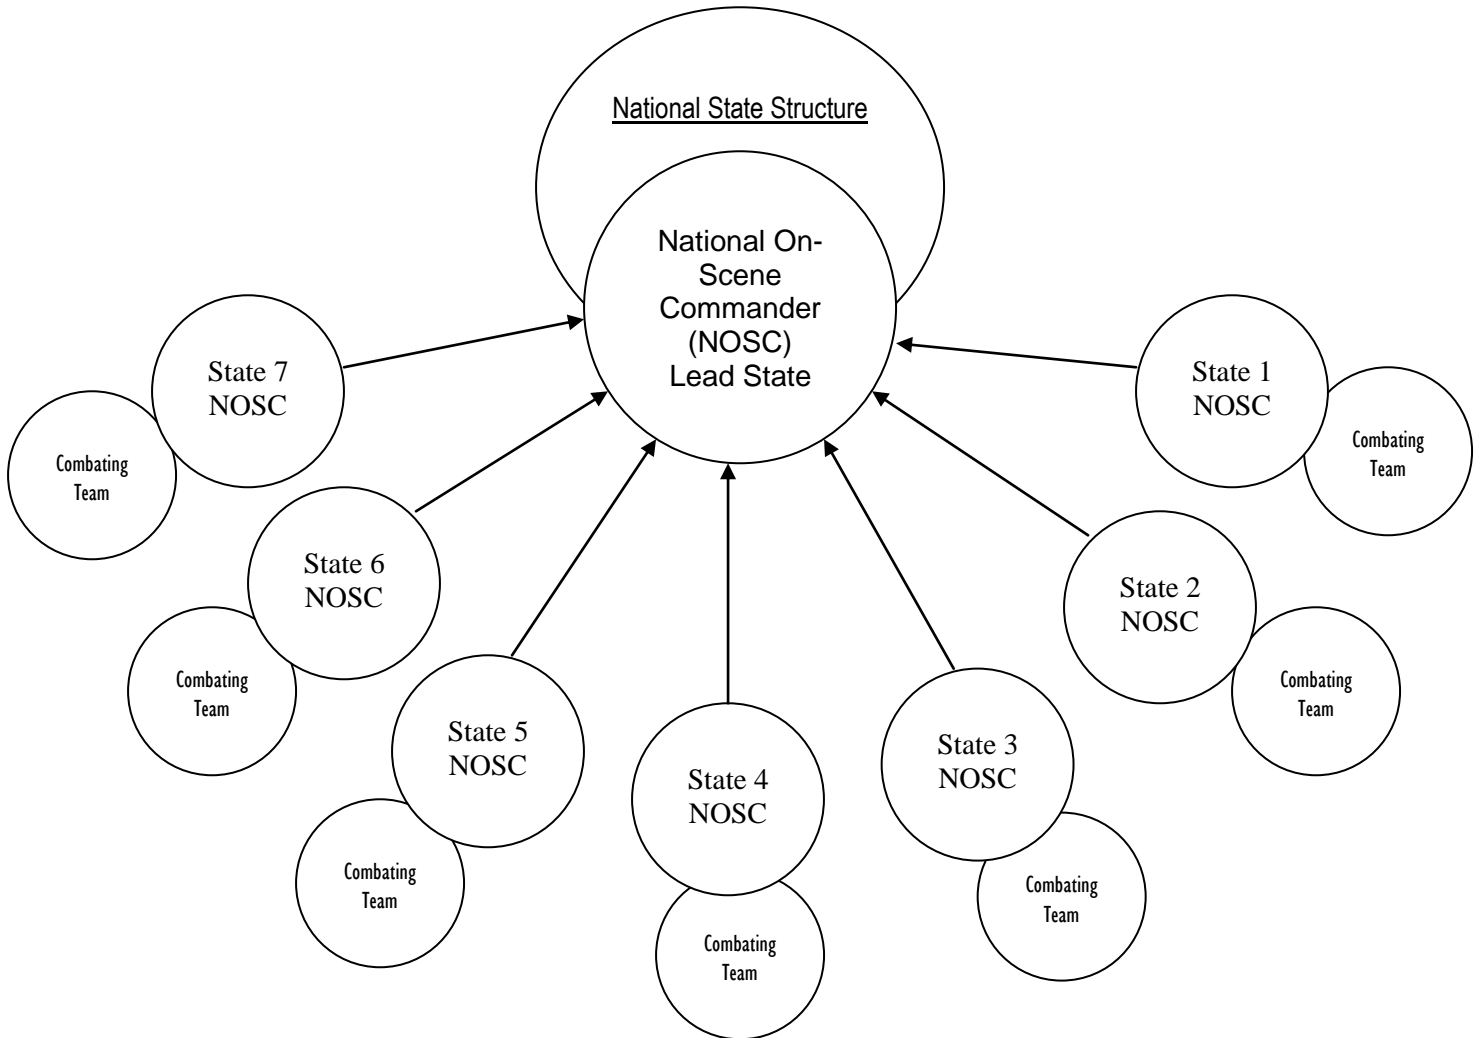 National State Structure
National On-
Scene
Commander
(NOSC)
Lead State
State 7
NOSC
Combating
Team
State 1
NOSC
Combating
Team
State 6
NOSC
Combating
Team
State 2
NOSC
Combating
Team
State 5
NOSC
Combating
Team
State 4
NOSC
Combating
Team
State 3
NOSC
Combating
Team